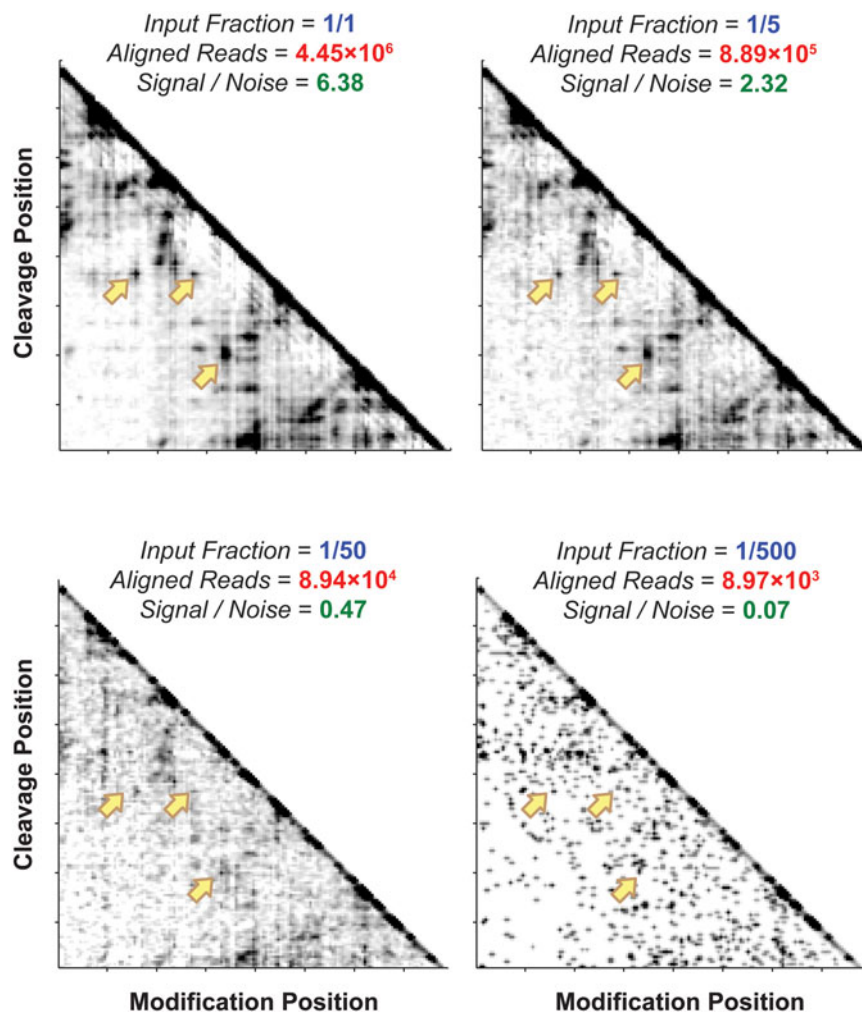 Input Fraction = 1/1
Aligned Reads = 4.45×10⁶
Signal / Noise = 6.38
Input Fraction = 1/5
Aligned Reads = 8.89×10⁵
Signal / Noise = 2.32
Cleavage Position
Input Fraction = 1/50
Aligned Reads = 8.94×10⁴
Signal / Noise = 0.47
Input Fraction = 1/500
Aligned Reads = 8.97×10³
Signal / Noise = 0.07
Cleavage Position
Modification Position
Modification Position